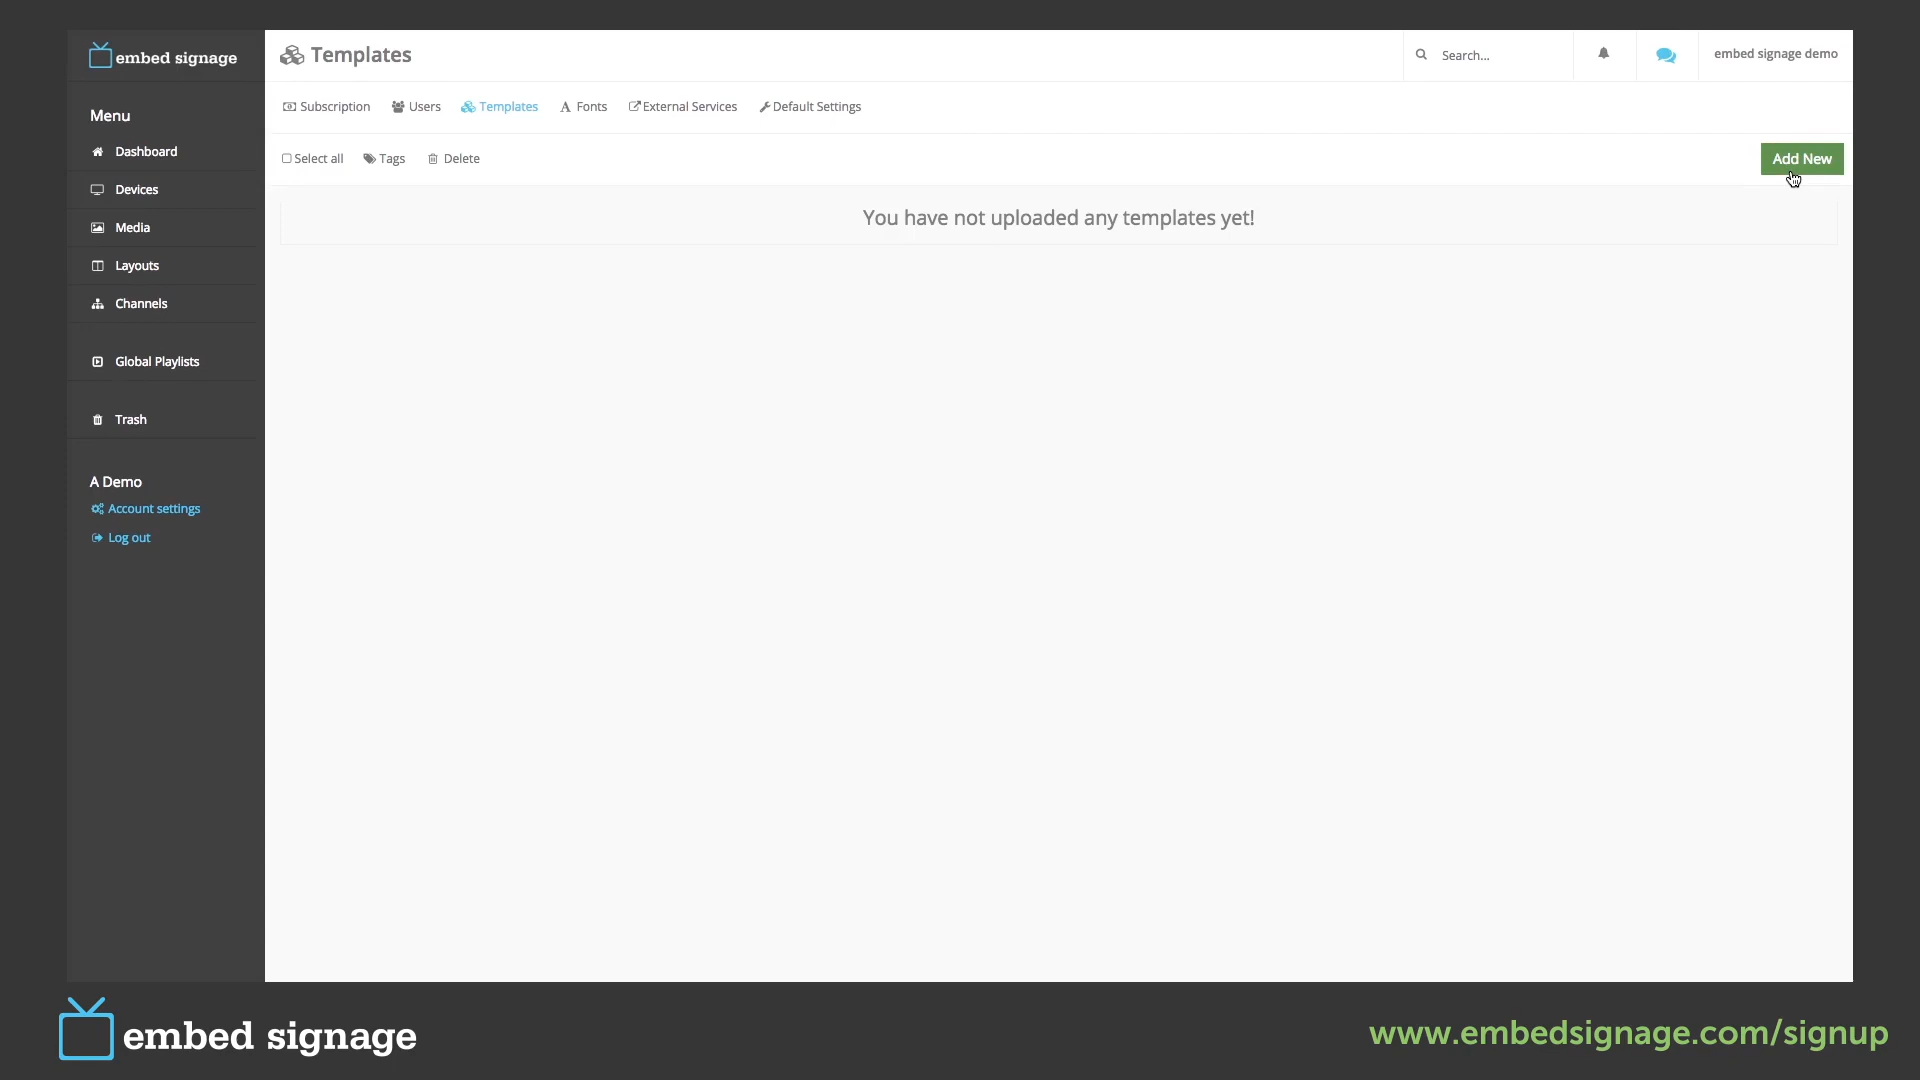 embed signage
Templates
Search...
embed signage demo
Menu
Subscription
Users
Templates
Fonts
External Services
Default Settings
Dashboard
Select all
Tags
Delete
Add New
Devices
You have not uploaded any templates yet!
Media
Layouts
Channels
Global Playlists
Trash
A Demo
Account settings
Log out
embed signage
www.embedsignage.com/signup